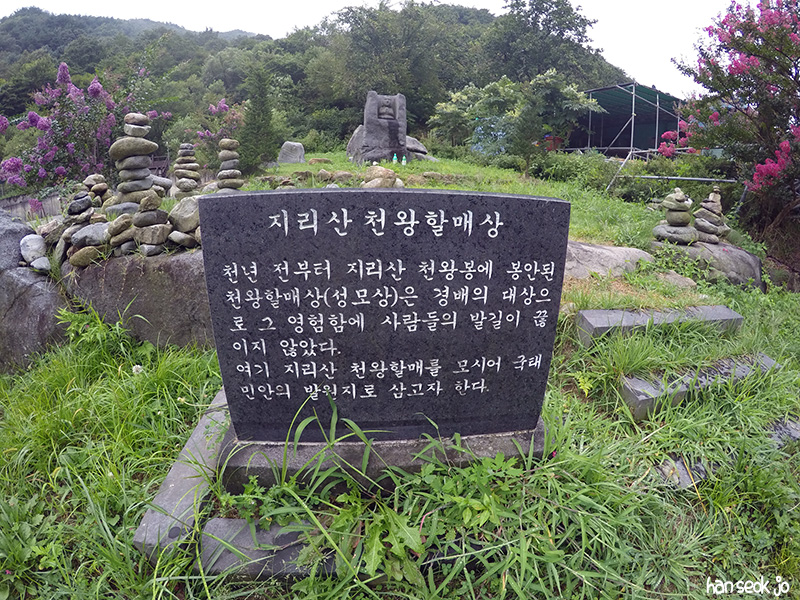 지리산 천왕할매상
천년 전부터 지리산 천왕봉에 봉안된
천왕할매상(성모상)은 경배의 대상으
로 그 영험함에 사람들의 발길이 끊
이지 않았다.
여기 지리산 천왕할매를 모시어 국태
민안의 발원지로 삼고자 한다.
hanseok jo